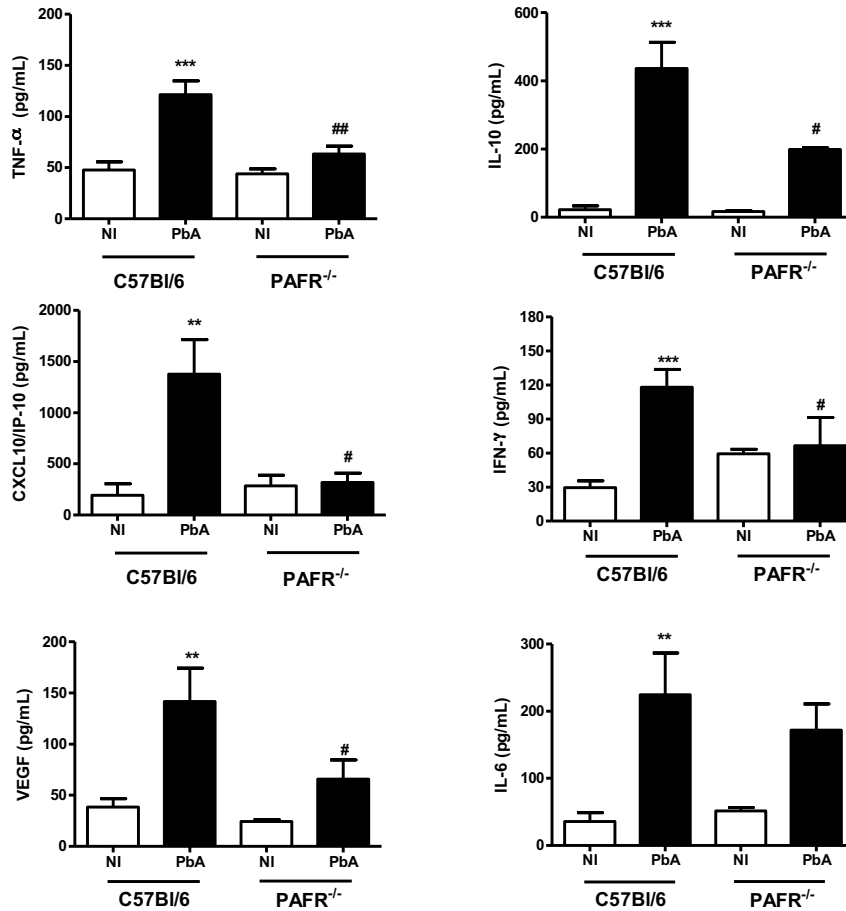 TNF-α (pg/mL)
200
150
100
50
0
***
##
NI
PbA
NI
PbA
C57Bl/6
PAFR-/-
IL-10 (pg/mL)
600
400
200
0
***
#
NI
PbA
NI
PbA
C57Bl/6
PAFR-/-
CXCL10/IP-10 (pg/mL)
2000
1500
1000
500
0
**
#
NI
PbA
NI
PbA
C57Bl/6
PAFR-/-
IFN-γ (pg/mL)
180
150
120
90
60
30
0
***
#
NI
PbA
NI
PbA
C57Bl/6
PAFR-/-
VEGF (pg/mL)
200
150
100
50
0
**
#
NI
PbA
NI
PbA
C57Bl/6
PAFR-/-
IL-6 (pg/mL)
300
200
100
0
**
NI
PbA
NI
PbA
C57Bl/6
PAFR-/-